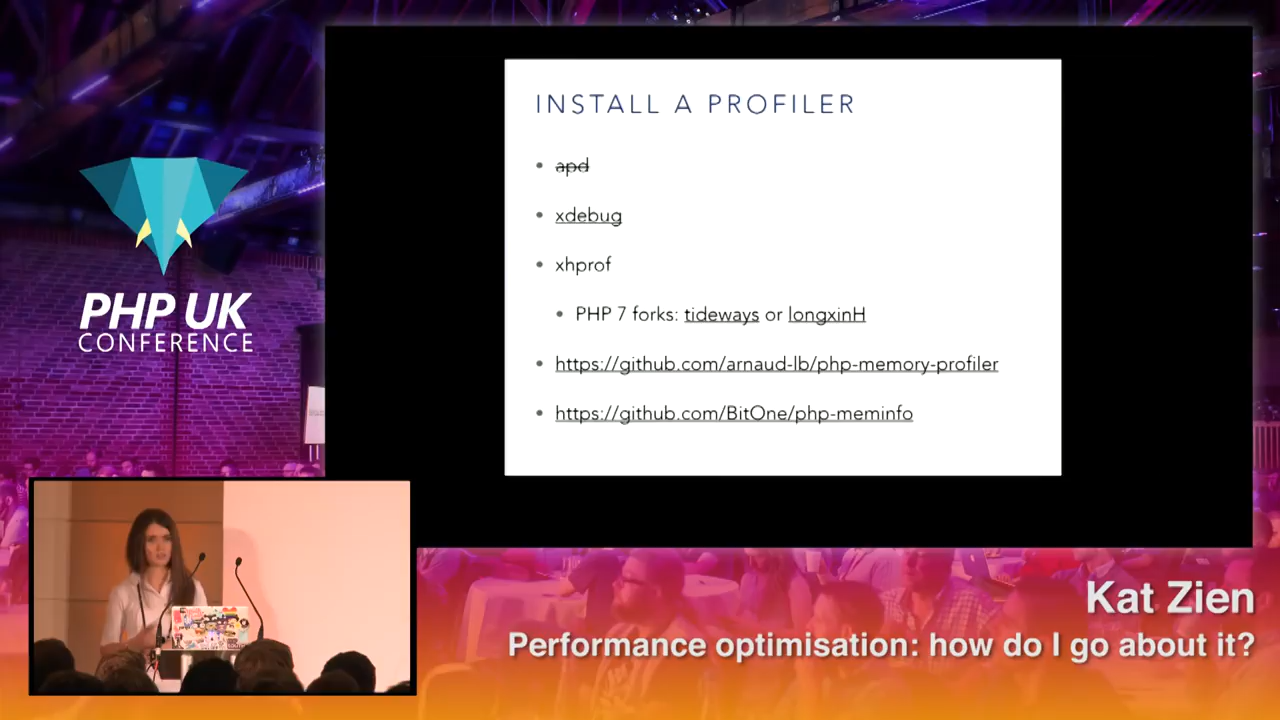 INSTALL A PROFILER
apd
xdebug
xhprof
PHP 7 forks: tideways or longxinH
https://github.com/arnaud-lb/php-memory-profiler
https://github.com/BitOne/php-meminfo
PHP UK
CONFERENCE
Kat Zien
Performance optimisation: how do I go about it?